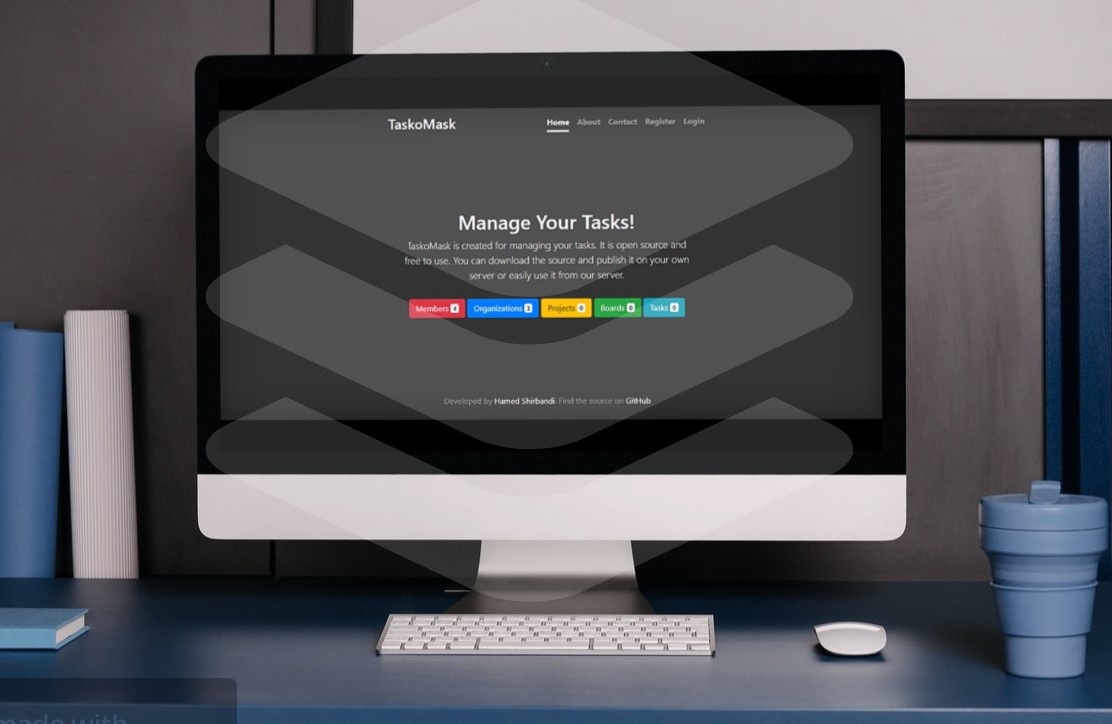 TaskoMask
Home About Contact Register Login
Manage Your Tasks!
TaskoMask is created for managing your tasks. It is open source and
free to use. You can download the source and publish it on your own
server or easily use it from our server.
Members 4 Organizations 3 Projects 0 Boards 0 Tasks 0
Developed by Hamed Shirbandi. Find the source on GitHub
made with